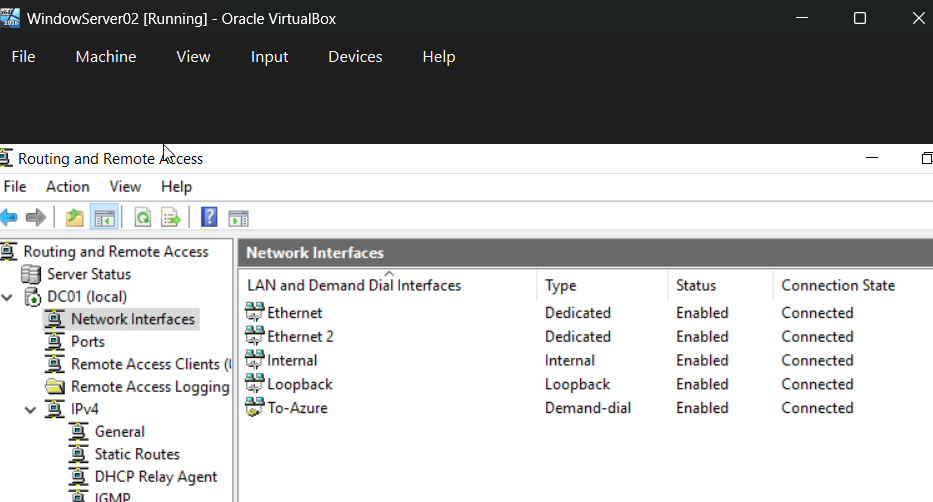 WindowServer02 [Running] - Oracle VirtualBox
File Machine View Input Devices Help
Routing and Remote Access
File Action View Help
Routing and Remote Access
Server Status
DC01 (local)
Network Interfaces
Ports
Remote Access Clients (
Remote Access Logging
IPv4
General
Static Routes
DHCP Relay Agent
IGMP
Network Interfaces
LAN and Demand Dial Interfaces Type Status Connection State
Ethernet Dedicated Enabled Connected
Ethernet 2 Dedicated Enabled Connected
Internal Internal Enabled Connected
Loopback Loopback Enabled Connected
To-Azure Demand-dial Enabled Connected